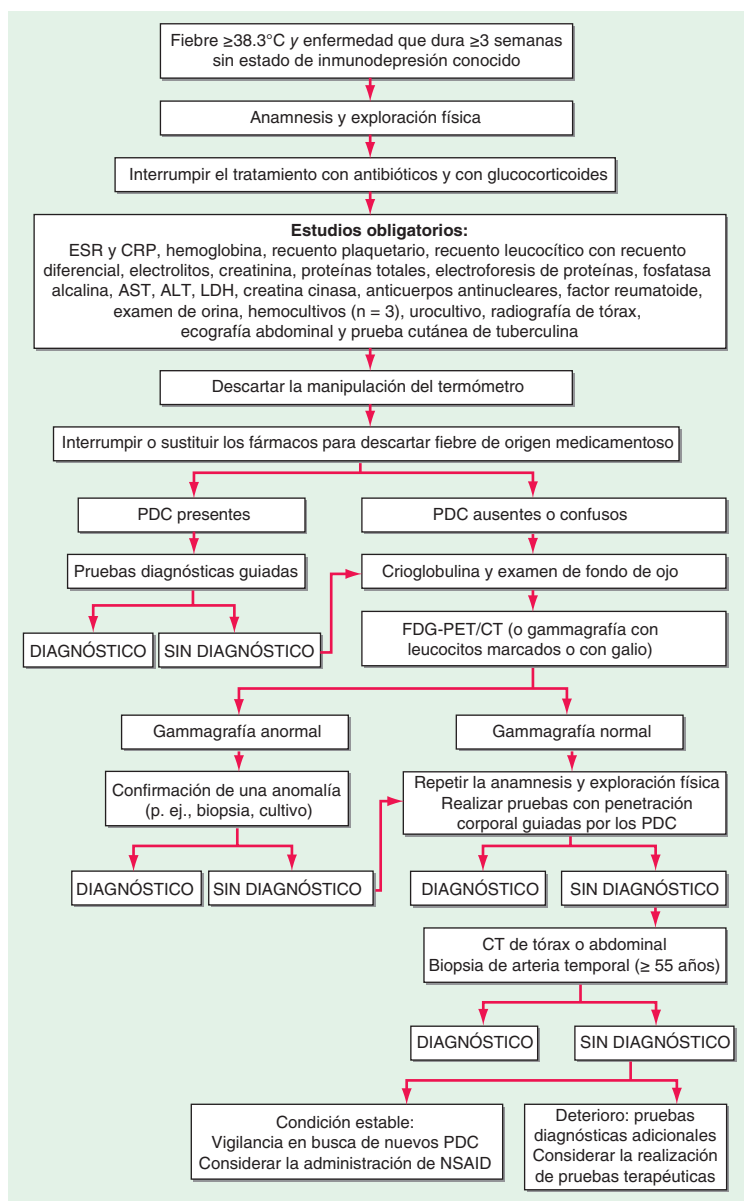 Fiebre ≥38.3°C y enfermedad que dura ≥3 semanas
sin estado de inmunodepresión conocido
Anamnesis y exploración física
Interrumpir el tratamiento con antibióticos y con glucocorticoides
Estudios obligatorios:
ESR y CRP, hemoglobina, recuento plaquetario, recuento leucocítico con recuento
diferencial, electrolitos, creatinina, proteínas totales, electroforesis de proteínas, fosfatasa
alcalina, AST, ALT, LDH, creatina cinasa, anticuerpos antinucleares, factor reumatoide,
examen de orina, hemocultivos (n = 3), urocultivo, radiografía de tórax,
ecografía abdominal y prueba cutánea de tuberculina
Descartar la manipulación del termómetro
Interrumpir o sustituir los fármacos para descartar fiebre de origen medicamentoso
PDC presentes
PDC ausentes o confusos
Pruebas diagnósticas guiadas
Crioglobulina y examen de fondo de ojo
DIAGNÓSTICO
SIN DIAGNÓSTICO
FDG-PET/CT (o gammagrafía con
leucocitos marcados o con galio)
Gammagrafía anormal
Gammagrafía normal
Confirmación de una anomalía
(p. ej., biopsia, cultivo)
Repetir la anamnesis y exploración física
Realizar pruebas con penetración
corporal guiadas por los PDC
DIAGNÓSTICO
SIN DIAGNÓSTICO
DIAGNÓSTICO
SIN DIAGNÓSTICO
CT de tórax o abdominal
Biopsia de arteria temporal (≥ 55 años)
DIAGNÓSTICO
SIN DIAGNÓSTICO
Condición estable:
Vigilancia en busca de nuevos PDC
Considerar la administración de NSAID
Deterioro: pruebas
diagnósticas adicionales
Considerar la realización
de pruebas terapéuticas